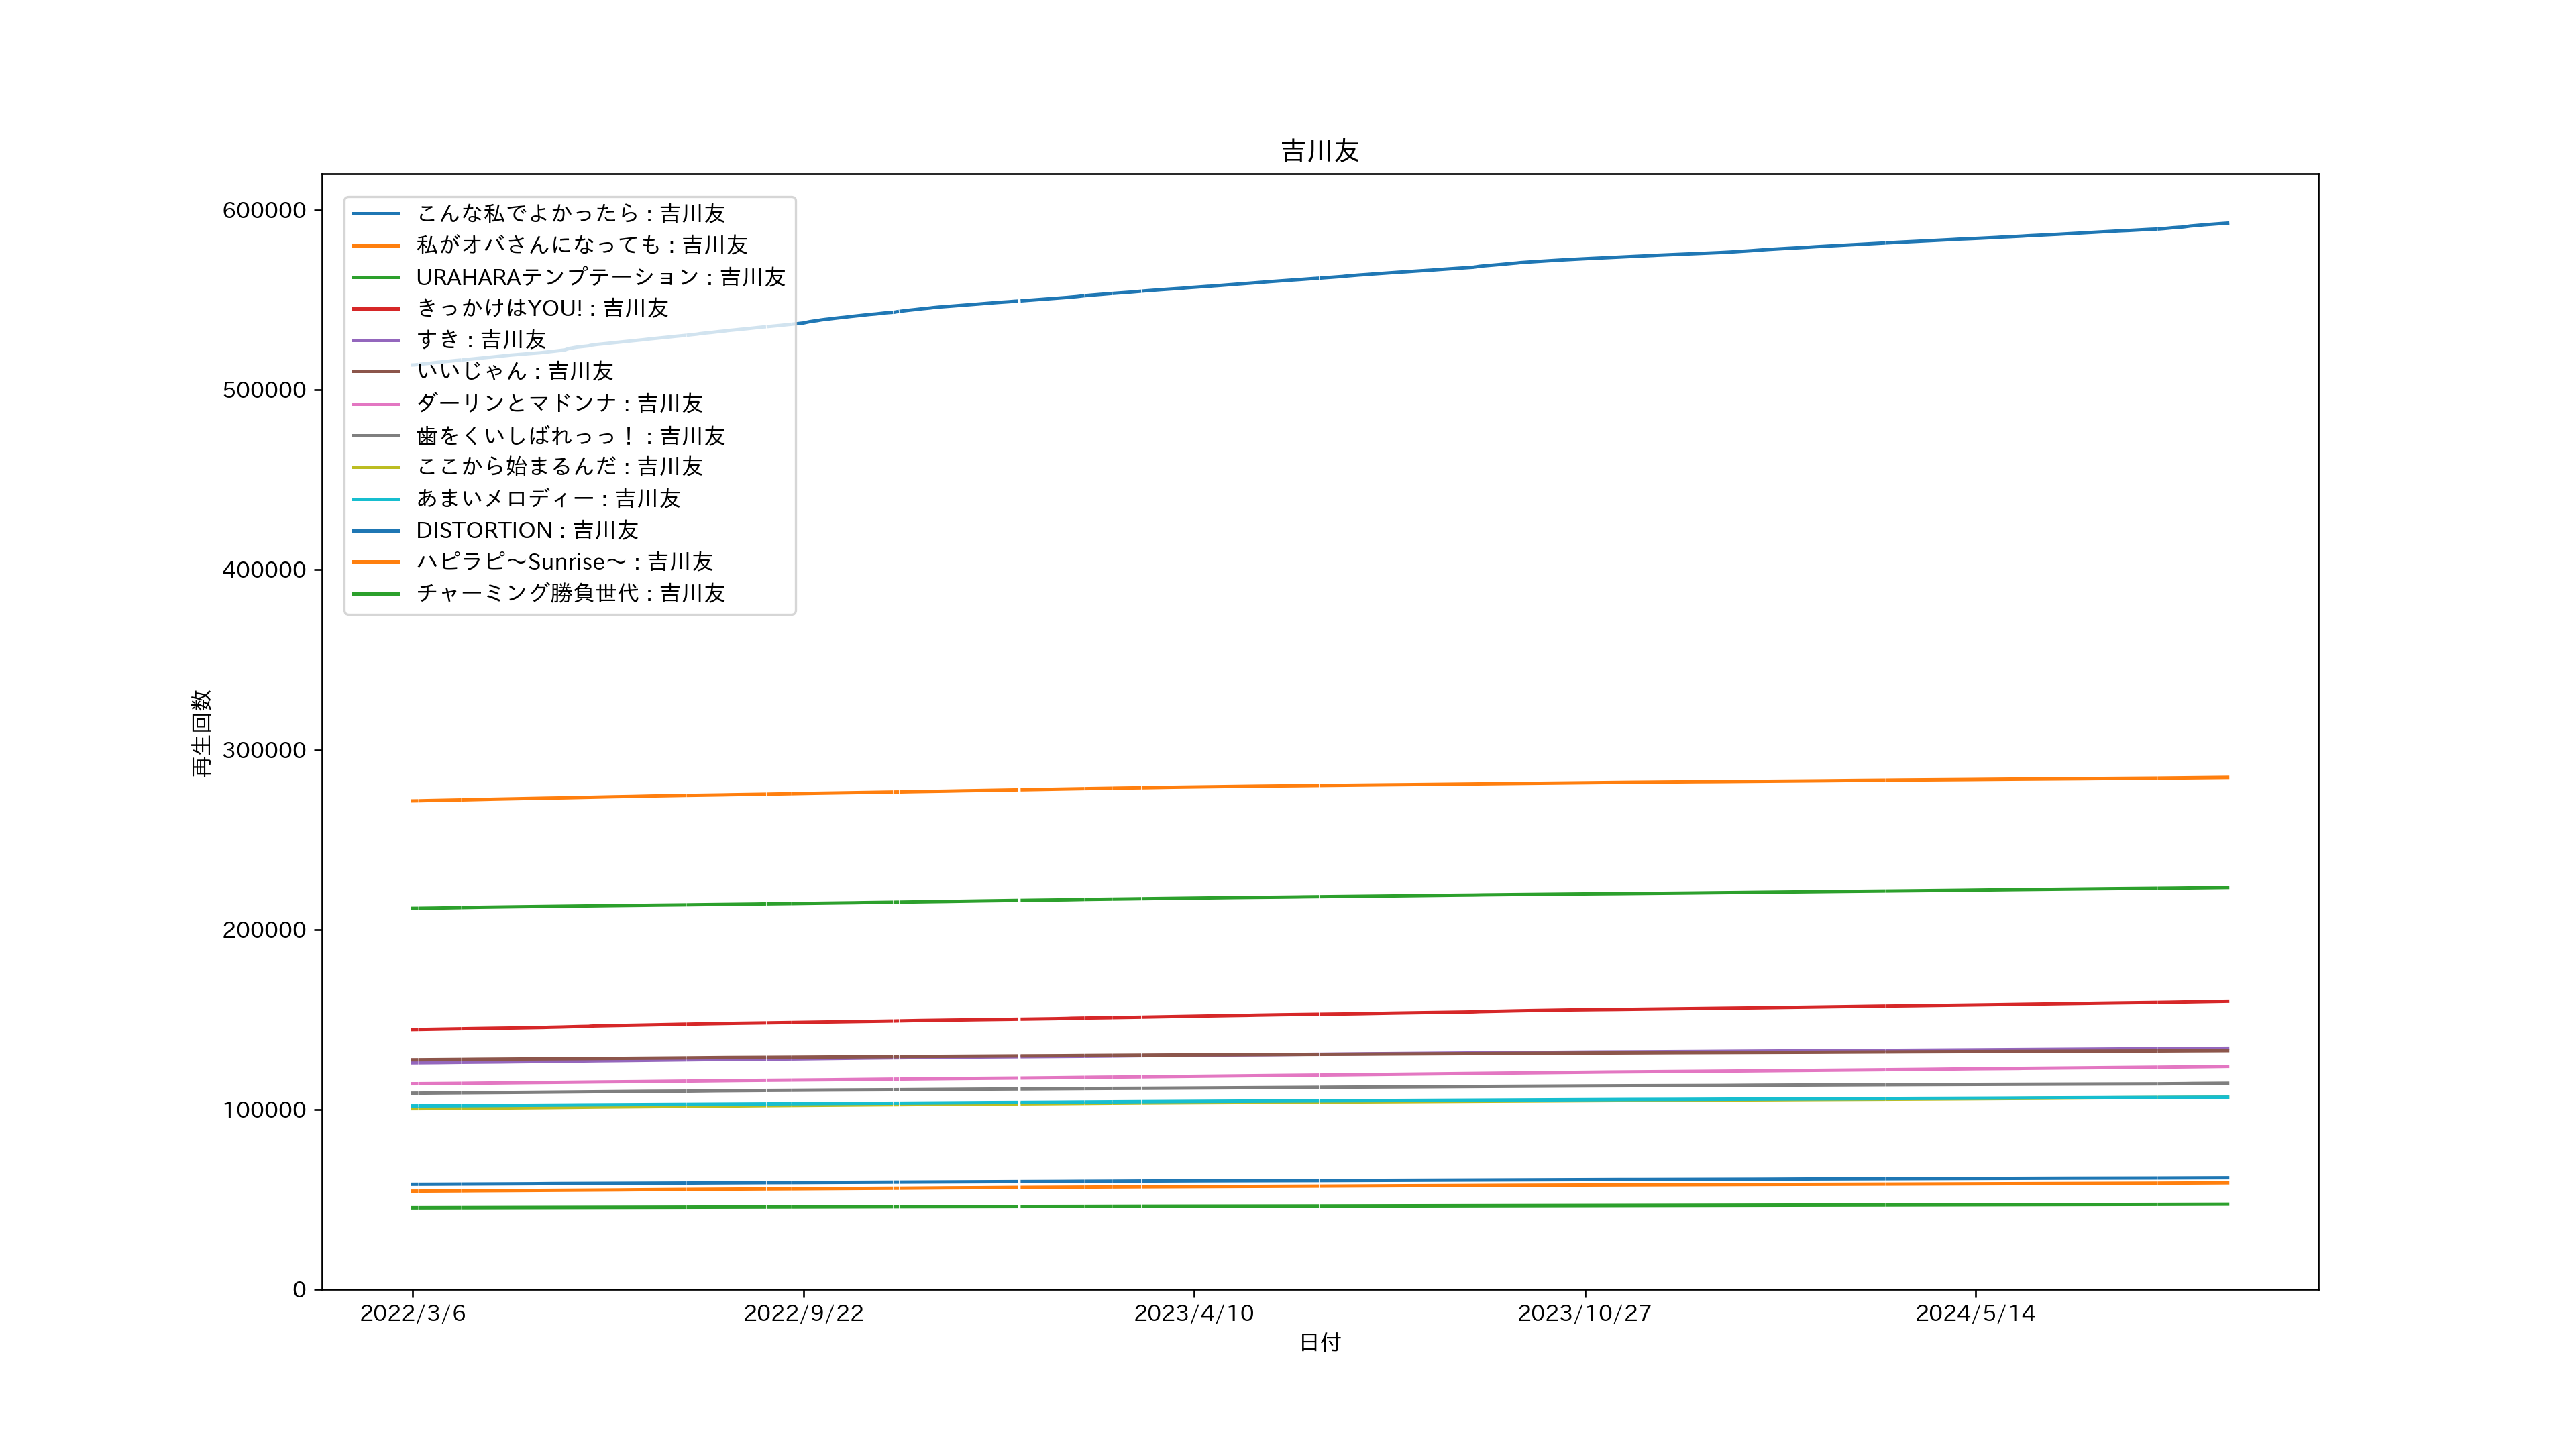 吉川友
600000
500000
400000
300000
200000
100000
0
再生回数
こんな私でよかったら : 吉川友
私がオバさんになっても : 吉川友
URAHARAテンプテーション : 吉川友
きっかけはYOU! : 吉川友
すき : 吉川友
いいじゃん : 吉川友
ダーリンとマドンナ : 吉川友
歯をくいしばれっっ！ : 吉川友
ここから始まるんだ : 吉川友
あまいメロディー : 吉川友
DISTORTION : 吉川友
ハピラピ〜Sunrise〜 : 吉川友
チャーミング勝負世代 : 吉川友
2022/3/6
2022/9/22
2023/4/10
2023/10/27
2024/5/14
日付